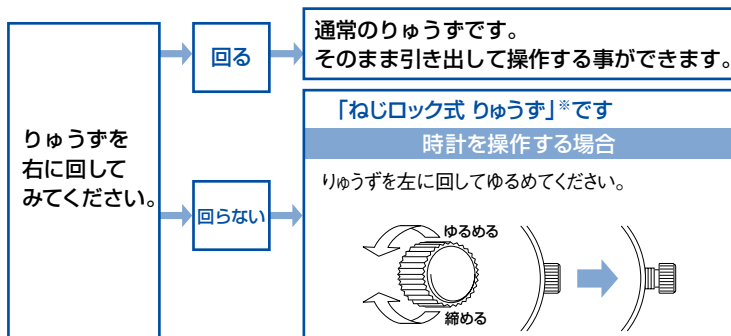 りゅうずを
右に回して
みてください。
回る
通常のりゅうずです。
そのまま引き出して操作する事ができます。
回らない
「ねじロック式 りゅうず」※です
時計を操作する場合
りゅうずを左に回してゆるめてください。
ゆるめる
締める